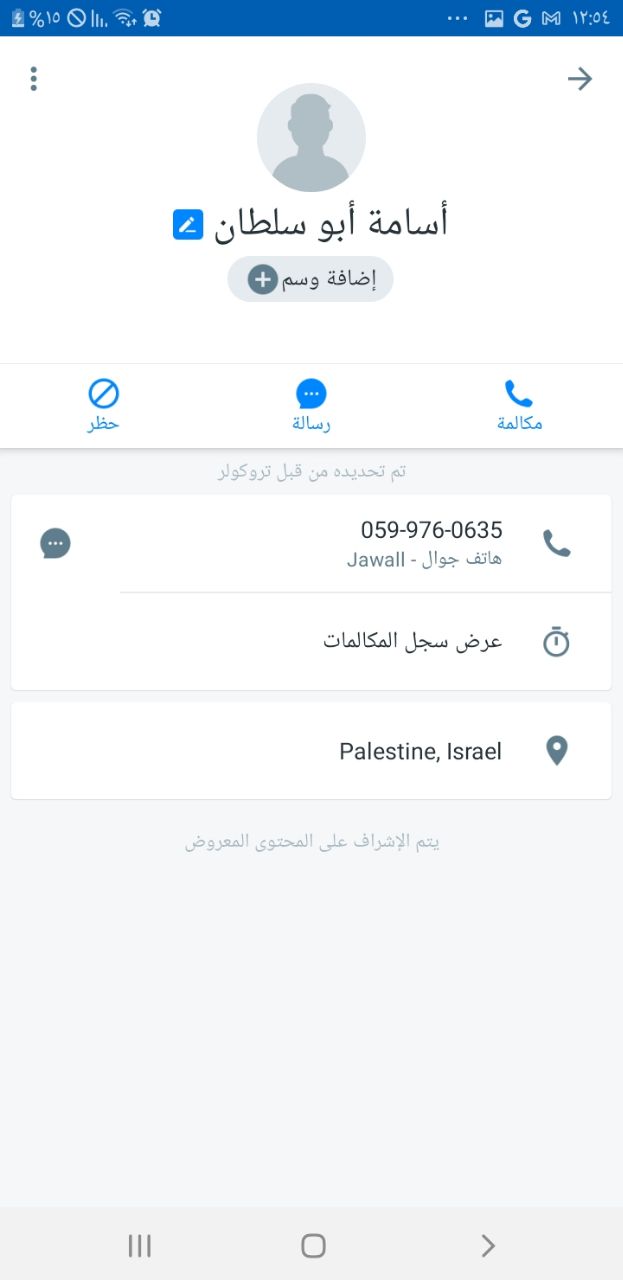 %١٥ ١٢:٥٤
أسامة أبو سلطان
إضافة وسم
مكالمة
رسالة
حظر
تم تحديده من قبل تروكولر
059-976-0635
هاتف جوال - Jawall
عرض سجل المكالمات
Palestine, Israel
يتم الإشراف على المحتوى المعروض